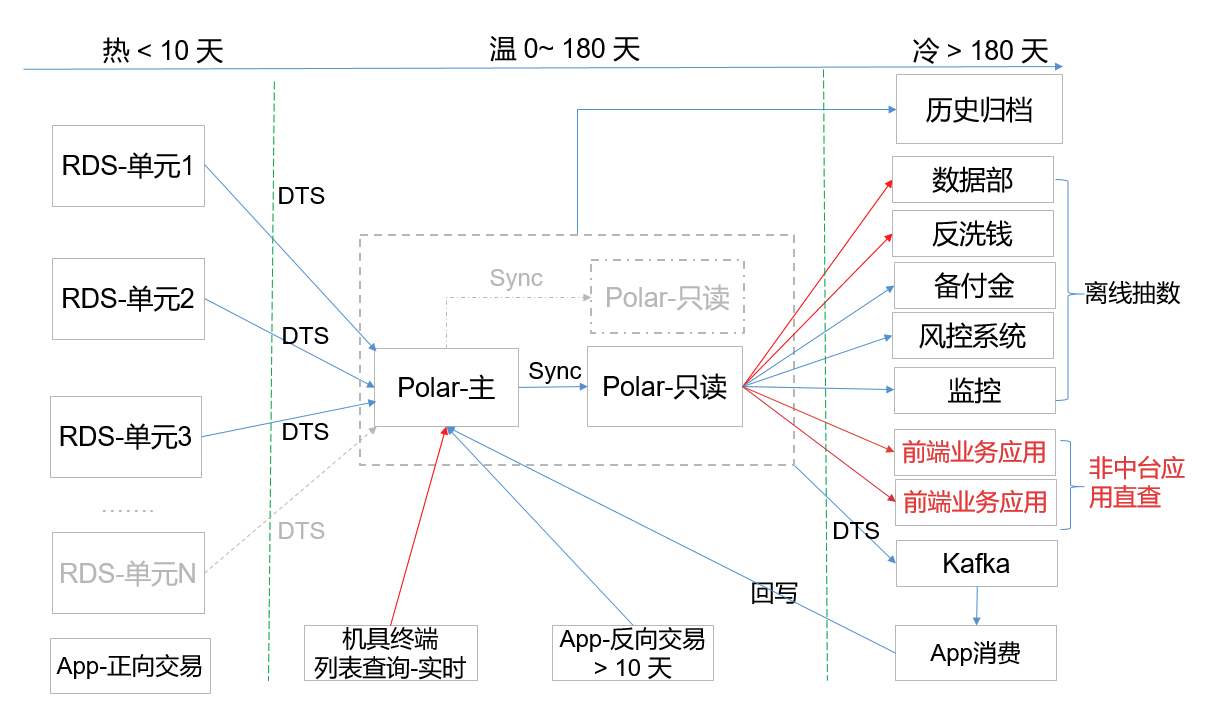 热 < 10 天
温 0~ 180 天
冷 > 180 天
历史归档
RDS-单元1
DTS
数据部
反洗钱
RDS-单元2
DTS
Sync
Polar-只读
备付金
离线抽数
风控系统
Polar-主
Sync
Polar-只读
监控
RDS-单元3
DTS
前端业务应用
前端业务应用
非中台应
用直查
.......
RDS-单元N
DTS
DTS
Kafka
回写
App-正向交易
机具终端
列表查询-实时
App-反向交易
> 10 天
App消费